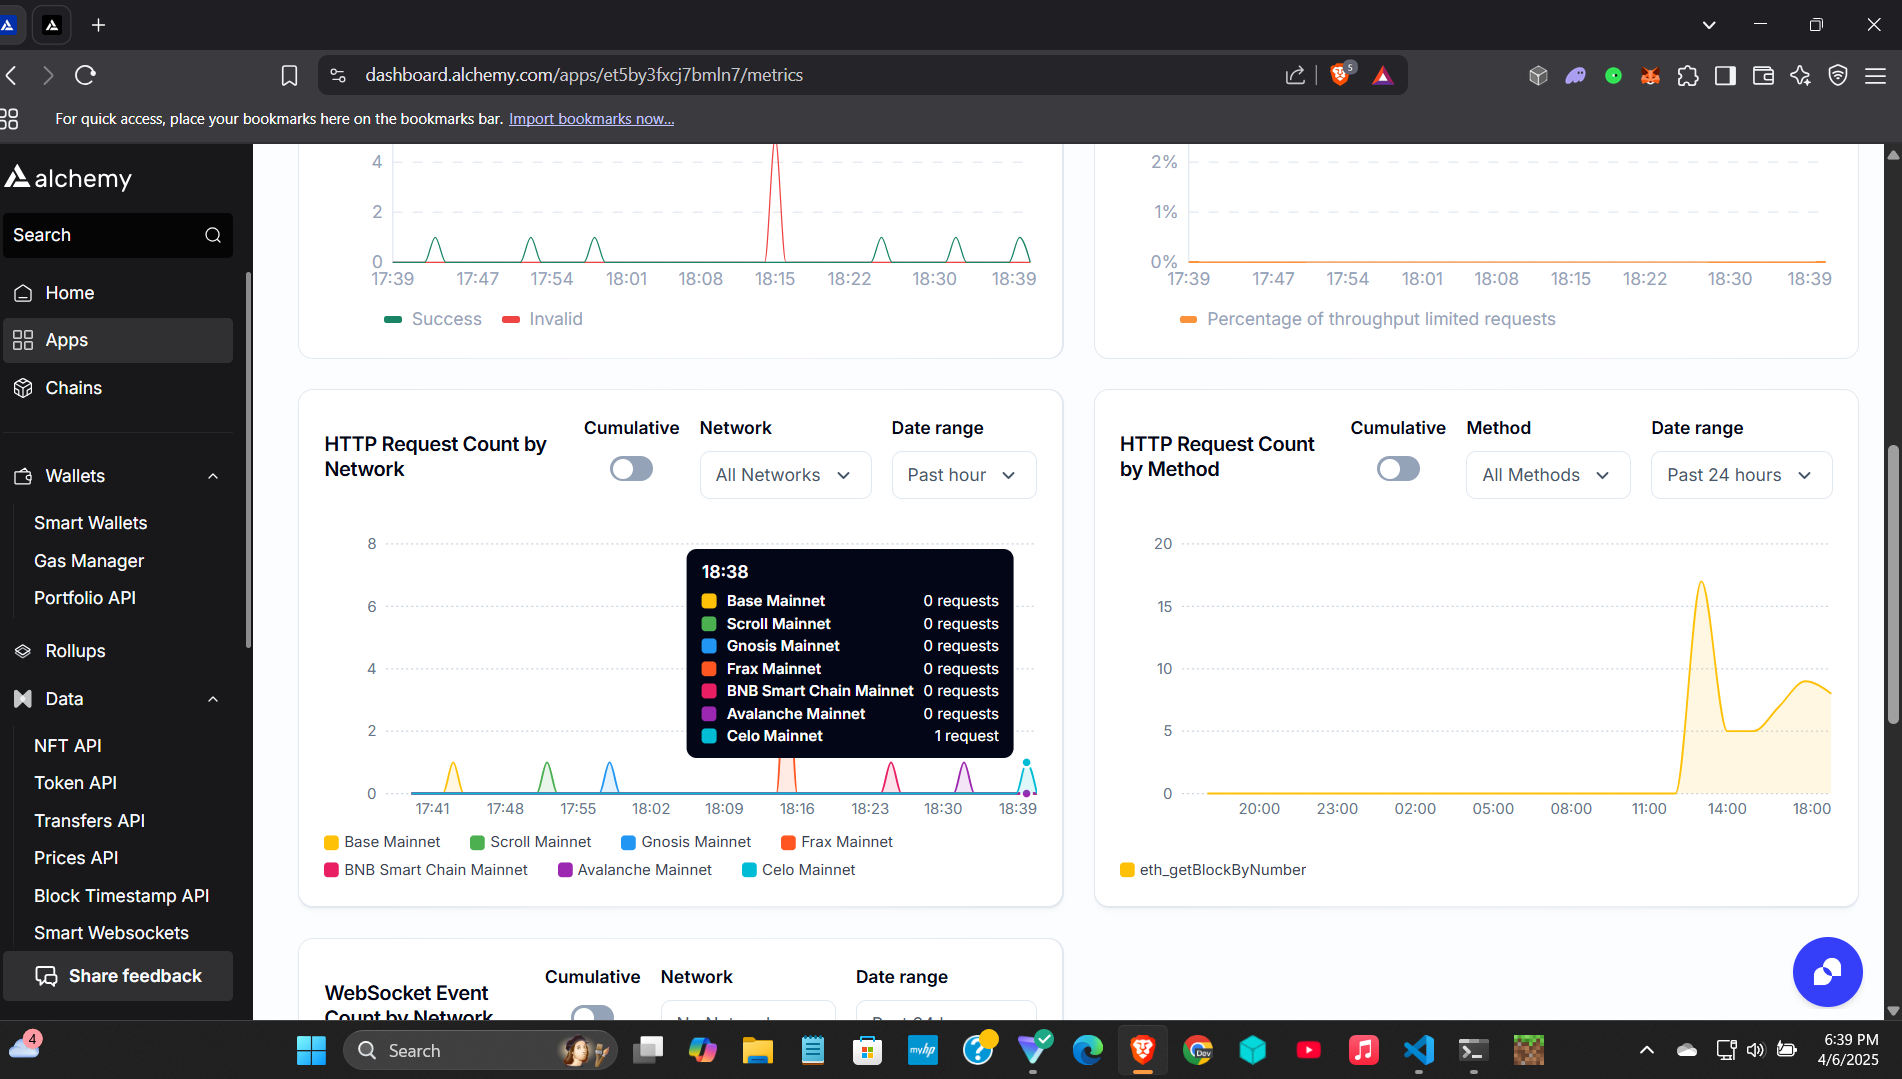 dashboard.alchemy.com/apps/et5by3fxcj7bmln7/metrics
5
For quick access, place your bookmarks here on the bookmarks bar. Import bookmarks now...
alchemy
Search
Home
Apps
Chains
Wallets
Smart Wallets
Gas Manager
Portfolio API
Rollups
Data
NFT API
Token API
Transfers API
Prices API
Block Timestamp API
Smart Websockets
Share feedback
4
2
0
17:39 17:47 17:54 18:01 18:08 18:15 18:22 18:30 18:39
Success Invalid
2%
1%
0%
17:39 17:47 17:54 18:01 18:08 18:15 18:22 18:30 18:39
Percentage of throughput limited requests
HTTP Request Count by
Network
Cumulative
Network
All Networks
Date range
Past hour
8
6
4
2
0
18:38
Base Mainnet 0 requests
Scroll Mainnet 0 requests
Gnosis Mainnet 0 requests
Frax Mainnet 0 requests
BNB Smart Chain Mainnet 0 requests
Avalanche Mainnet 0 requests
Celo Mainnet 1 request
17:41 17:48 17:55 18:02 18:09 18:16 18:23 18:30 18:39
Base Mainnet Scroll Mainnet Gnosis Mainnet Frax Mainnet
BNB Smart Chain Mainnet Avalanche Mainnet Celo Mainnet
HTTP Request Count
by Method
Cumulative
Method
All Methods
Date range
Past 24 hours
20
15
10
5
0
20:00 23:00 02:00 05:00 08:00 11:00 14:00 18:00
eth_getBlockByNumber
WebSocket Event
Count by Network
Cumulative
Network
Date range
4
Search
myhp
Dev
6:39 PM
4/6/2025